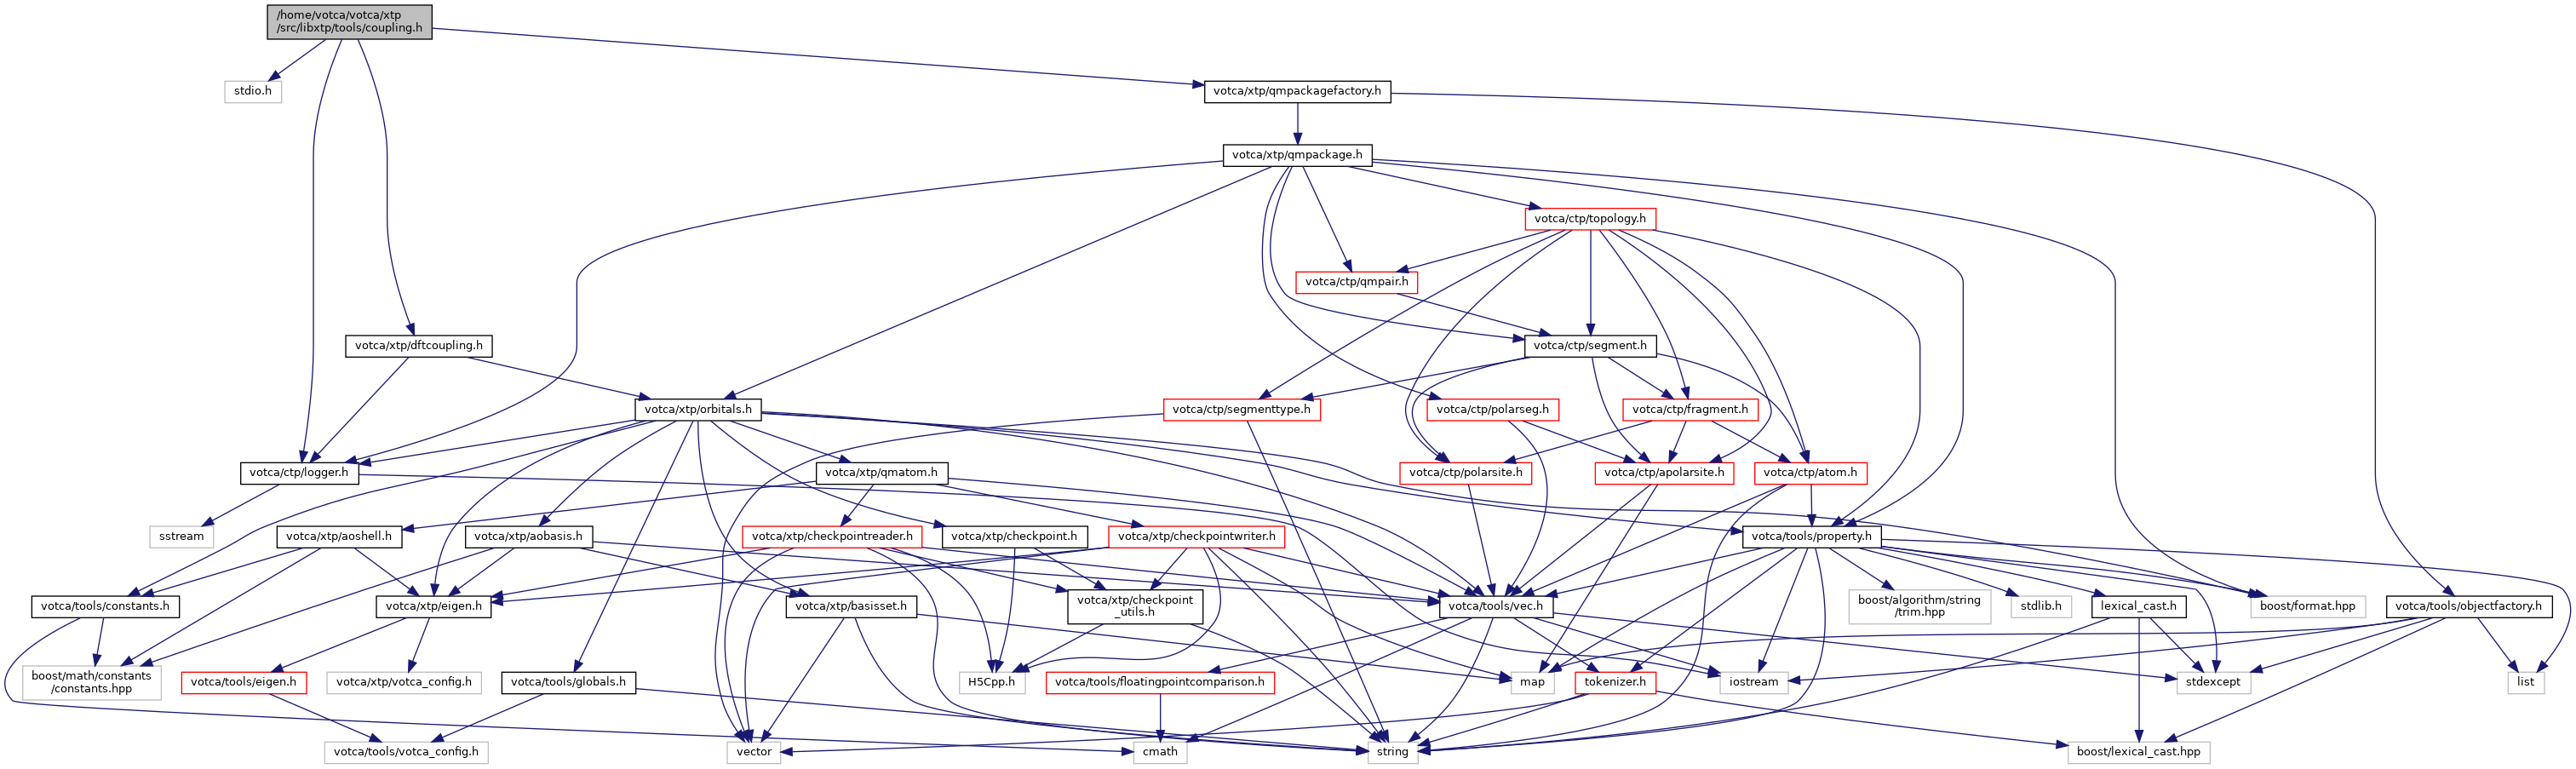 /home/votca/votca/xtp
/src/libxtp/tools/coupling.h
stdio.h
votca/xtp/qmpackagefactory.h
votca/xtp/qmpackage.h
votca/ctp/topology.h
votca/ctp/qmpair.h
votca/xtp/dftcoupling.h
votca/ctp/segment.h
votca/xtp/orbitals.h
votca/ctp/segmenttype.h
votca/ctp/polarseg.h
votca/ctp/fragment.h
votca/ctp/logger.h
votca/xtp/qmatom.h
votca/ctp/polarsite.h
votca/ctp/apolarsite.h
votca/ctp/atom.h
sstream
votca/xtp/aoshell.h
votca/xtp/aobasis.h
votca/xtp/checkpointreader.h
votca/xtp/checkpoint.h
votca/xtp/checkpointwriter.h
votca/tools/property.h
votca/tools/constants.h
votca/xtp/eigen.h
votca/xtp/basisset.h
votca/xtp/checkpoint
_utils.h
votca/tools/vec.h
boost/algorithm/string
/trim.hpp
stdlib.h
lexical_cast.h
boost/format.hpp
votca/tools/objectfactory.h
boost/math/constants
/constants.hpp
votca/tools/eigen.h
votca/xtp/votca_config.h
votca/tools/globals.h
H5Cpp.h
votca/tools/floatingpointcomparison.h
map
tokenizer.h
iostream
stdexcept
list
votca/tools/votca_config.h
vector
cmath
string
boost/lexical_cast.hpp